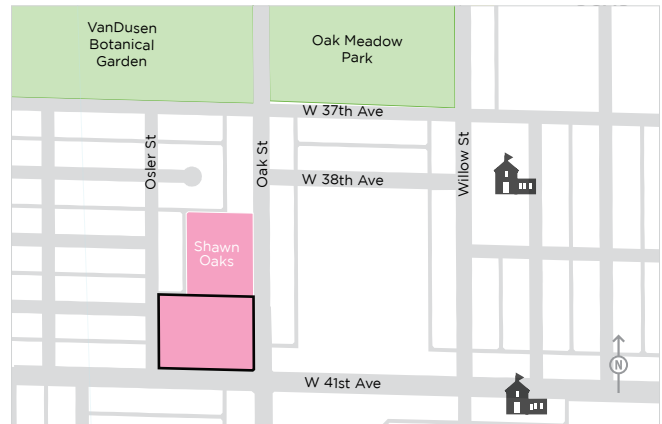 VanDusen
Botanical
Garden
Oak Meadow
Park
W 37th Ave
Osler St
Oak St
W 38th Ave
Willow St
Shawn
Oaks
W 41st Ave
N